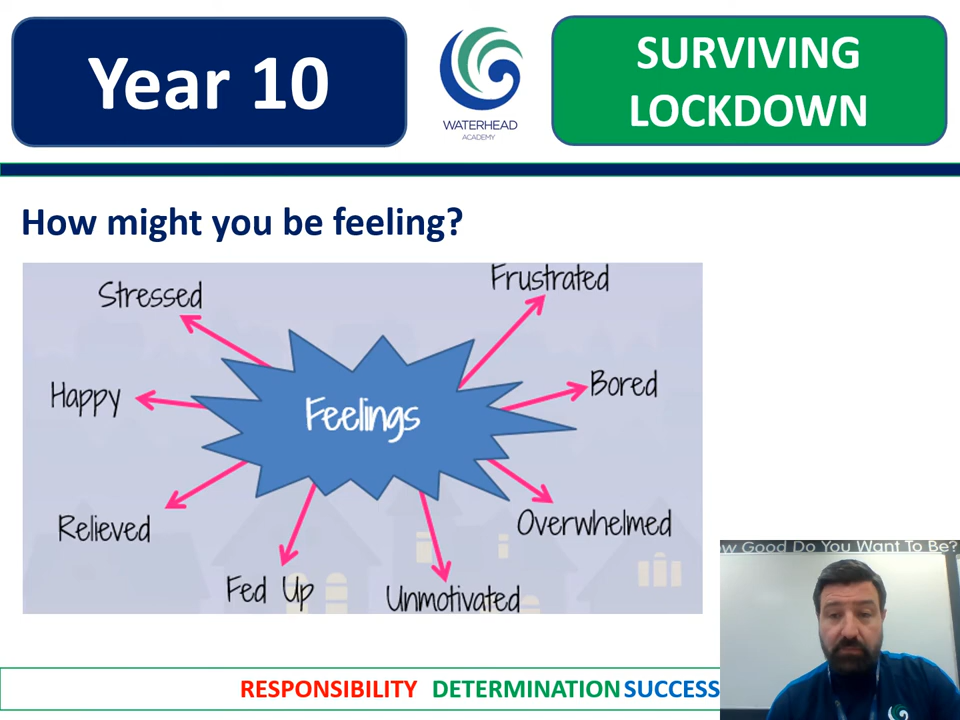 Year 10
WATERHEAD
ACADEMY
SURVIVING
LOCKDOWN
How might you be feeling?
Stressed
Frustrated
Happy
Bored
Feelings
Relieved
Overwhelmed
Fed Up
Unmotivated
Good Do You Want To Be?
RESPONSIBILITY DETERMINATION SUCCESS